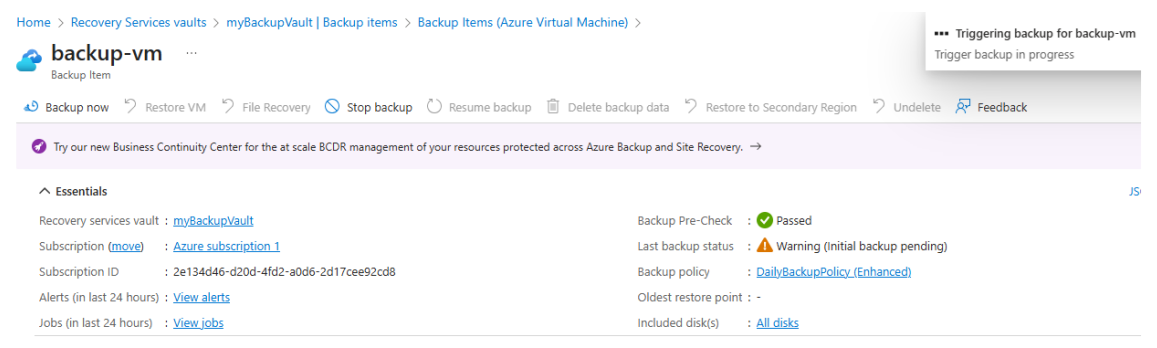 Home > Recovery Services vaults > myBackupVault | Backup items > Backup Items (Azure Virtual Machine) >
Triggering backup for backup-vm
Trigger backup in progress
backup-vm ...
Backup Item
Backup now Restore VM File Recovery Stop backup Resume backup Delete backup data Restore to Secondary Region Undelete Feedback
Try our new Business Continuity Center for the at scale BCDR management of your resources protected across Azure Backup and Site Recovery. →
Essentials
JS
Recovery services vault : myBackupVault
Subscription (move) : Azure subscription 1
Subscription ID : 2e134d46-d20d-4fd2-a0d6-2d17cee92cd8
Alerts (in last 24 hours) : View alerts
Jobs (in last 24 hours) : View jobs
Backup Pre-Check : Passed
Last backup status : Warning (Initial backup pending)
Backup policy : DailyBackupPolicy (Enhanced)
Oldest restore point : -
Included disk(s) : All disks